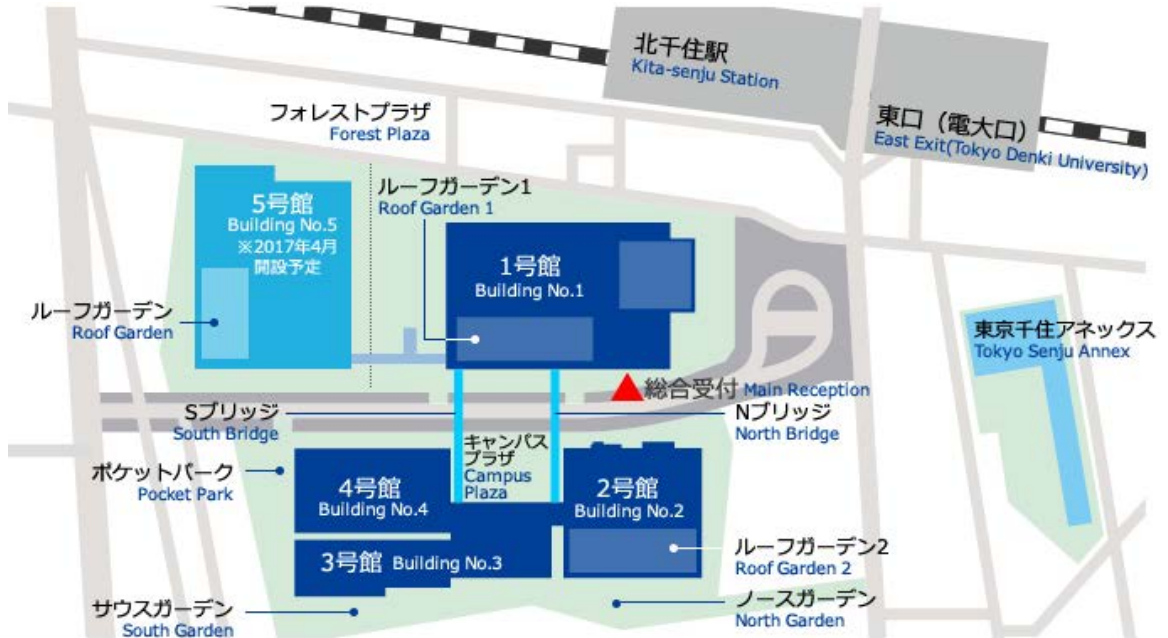 北千住駅
Kita-senju Station
東口（電大口）
East Exit(Tokyo Denki University)
フォレストプラザ
Forest Plaza
5号館
Building No.5
※2017年4月
開設予定
ルーフガーデン1
Roof Garden 1
1号館
Building No.1
ルーフガーデン
Roof Garden
東京千住アネックス
Tokyo Senju Annex
総合受付 Main Reception
Sブリッジ
South Bridge
Nブリッジ
North Bridge
キャンパス
プラザ
Campus
Plaza
ポケットパーク
Pocket Park
4号館
Building No.4
2号館
Building No.2
3号館 Building No.3
ルーフガーデン2
Roof Garden 2
サウスガーデン
South Garden
ノースガーデン
North Garden